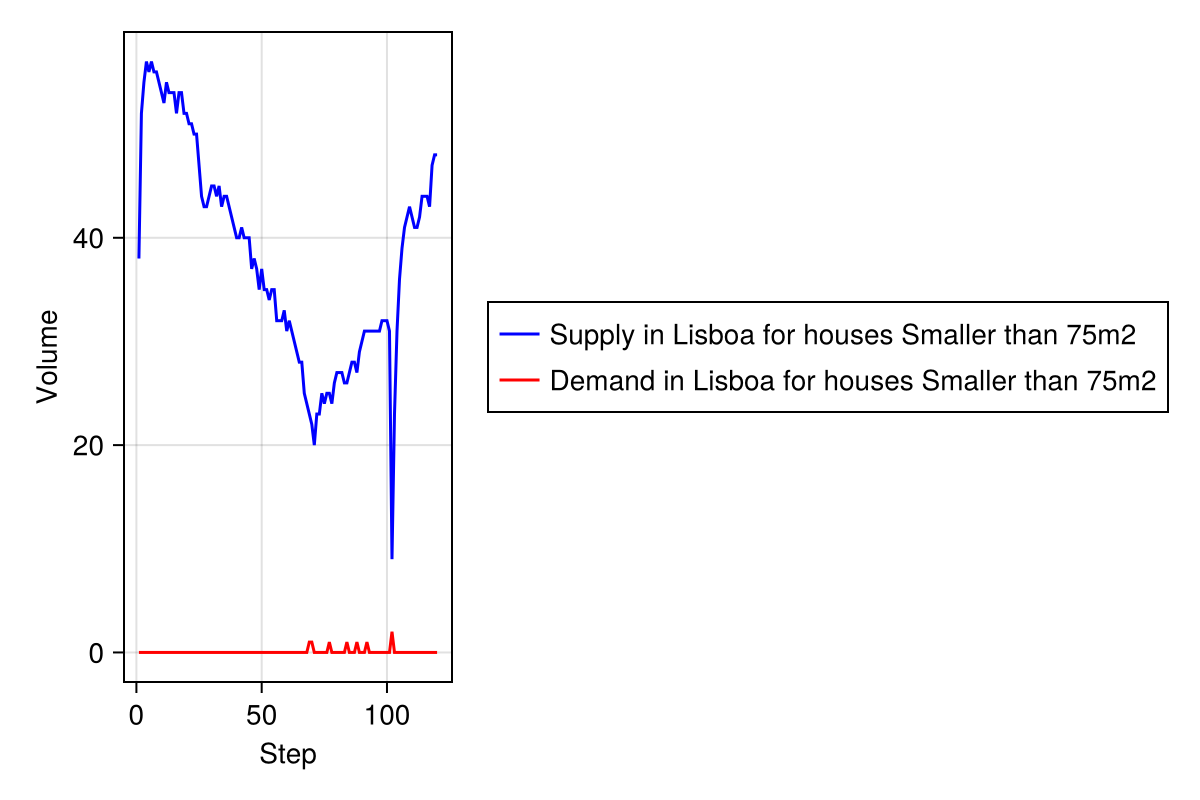 Volume
40
20
0
0 50 100
Step
Supply in Lisboa for houses Smaller than 75m2
Demand in Lisboa for houses Smaller than 75m2